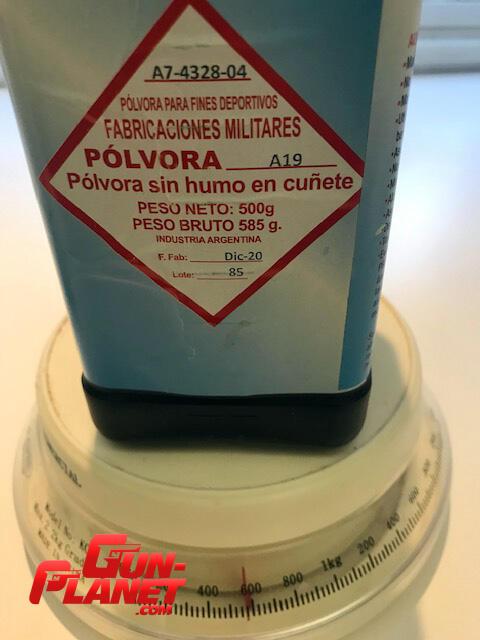 A7-4328-04
PÓLVORA PARA FINES DEPORTIVOS
FABRICACIONES MILITARES
PÓLVORA A19
Pólvora sin humo en cuñete
PESO NETO: 500g
PESO BRUTO 585 g.
INDUSTRIA ARGENTINA
F. Fab: Dic-20
Lote: 85
400 600 800 1kg 200 400 600
GUN-
PLANET
.COM